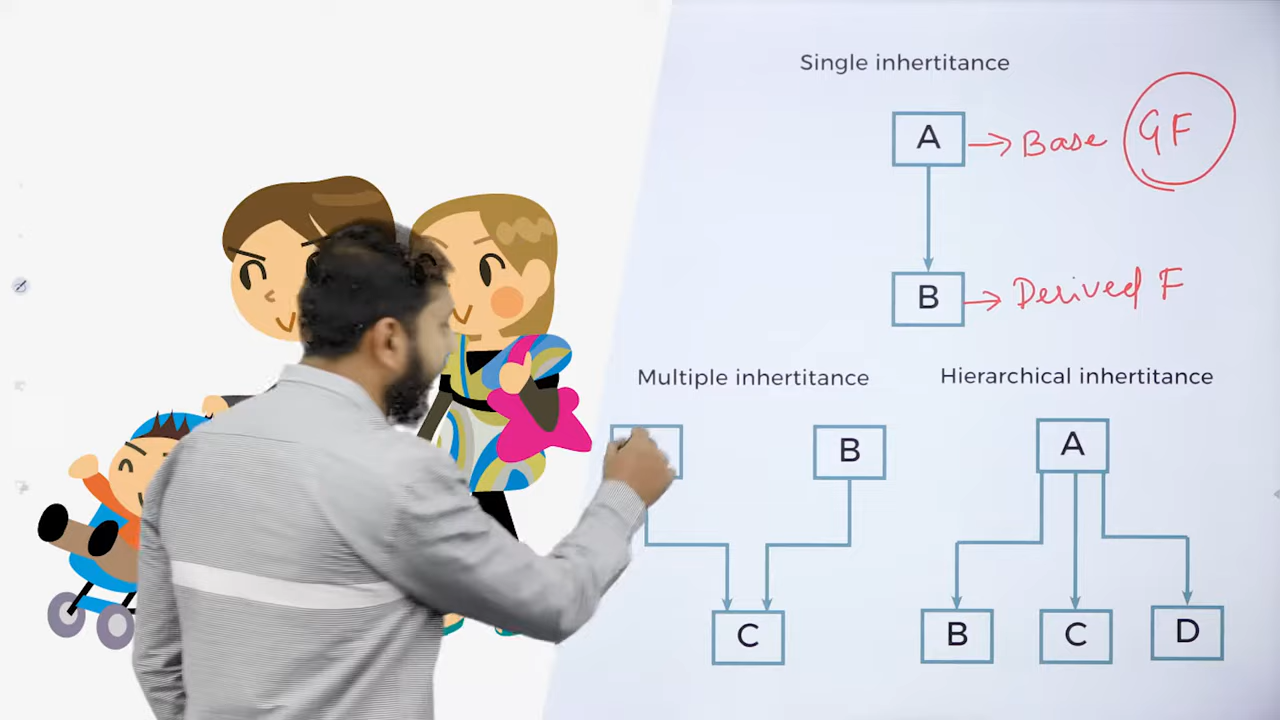 Single inhertitance
A → Base GF
B → Derived F
Multiple inhertitance
Hierarchical inhertitance
B
A
C
B
C
D